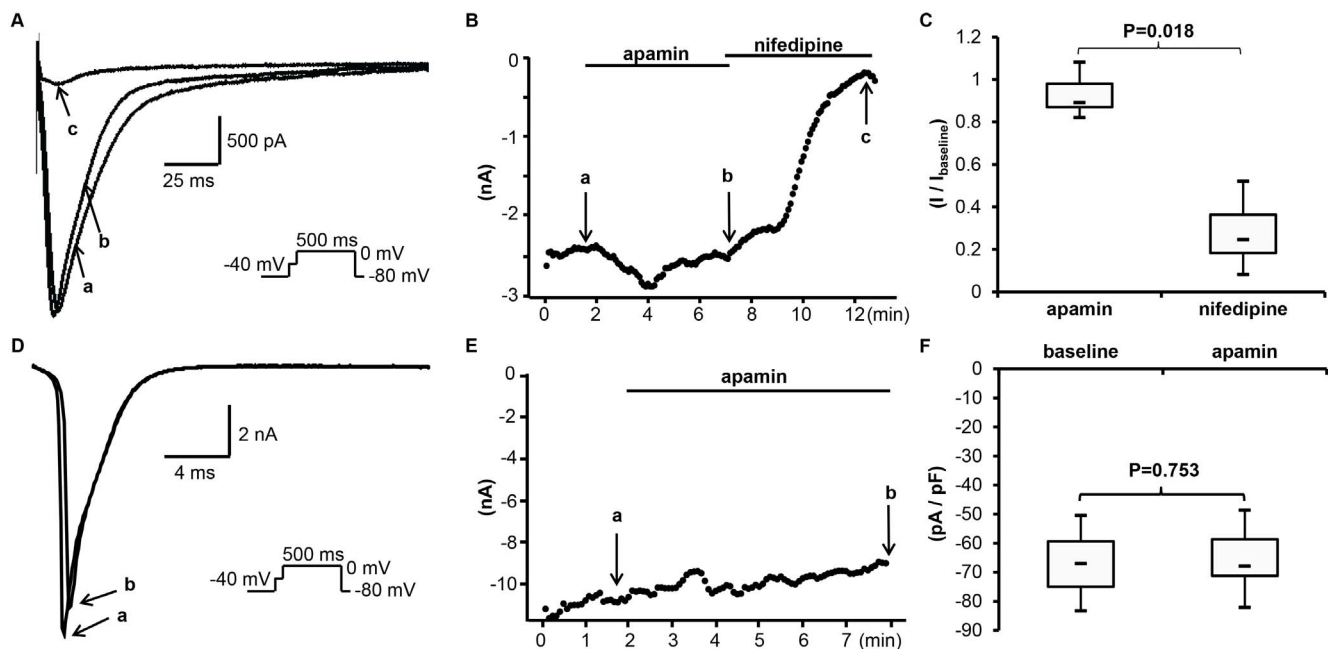 A
c
500 pA
25 ms
b
a
500 ms
-40 mV
0 mV
-80 mV
B
apamin
nifedipine
0
-1
-2
-3
(nA)
a
b
c
0 2 4 6 8 10 12 (min)
C
P=0.018
1.2
1
0.8
0.6
0.4
0.2
0
(I / Ibaseline)
apamin nifedipine
D
2 nA
4 ms
b
a
500 ms
-40 mV
0 mV
-80 mV
E
apamin
0
-2
-4
-6
-8
-10
(nA)
a
b
0 1 2 3 4 5 6 7 (min)
F
baseline apamin
0
-10
-20
-30
-40
-50
-60
-70
-80
-90
(pA / pF)
P=0.753